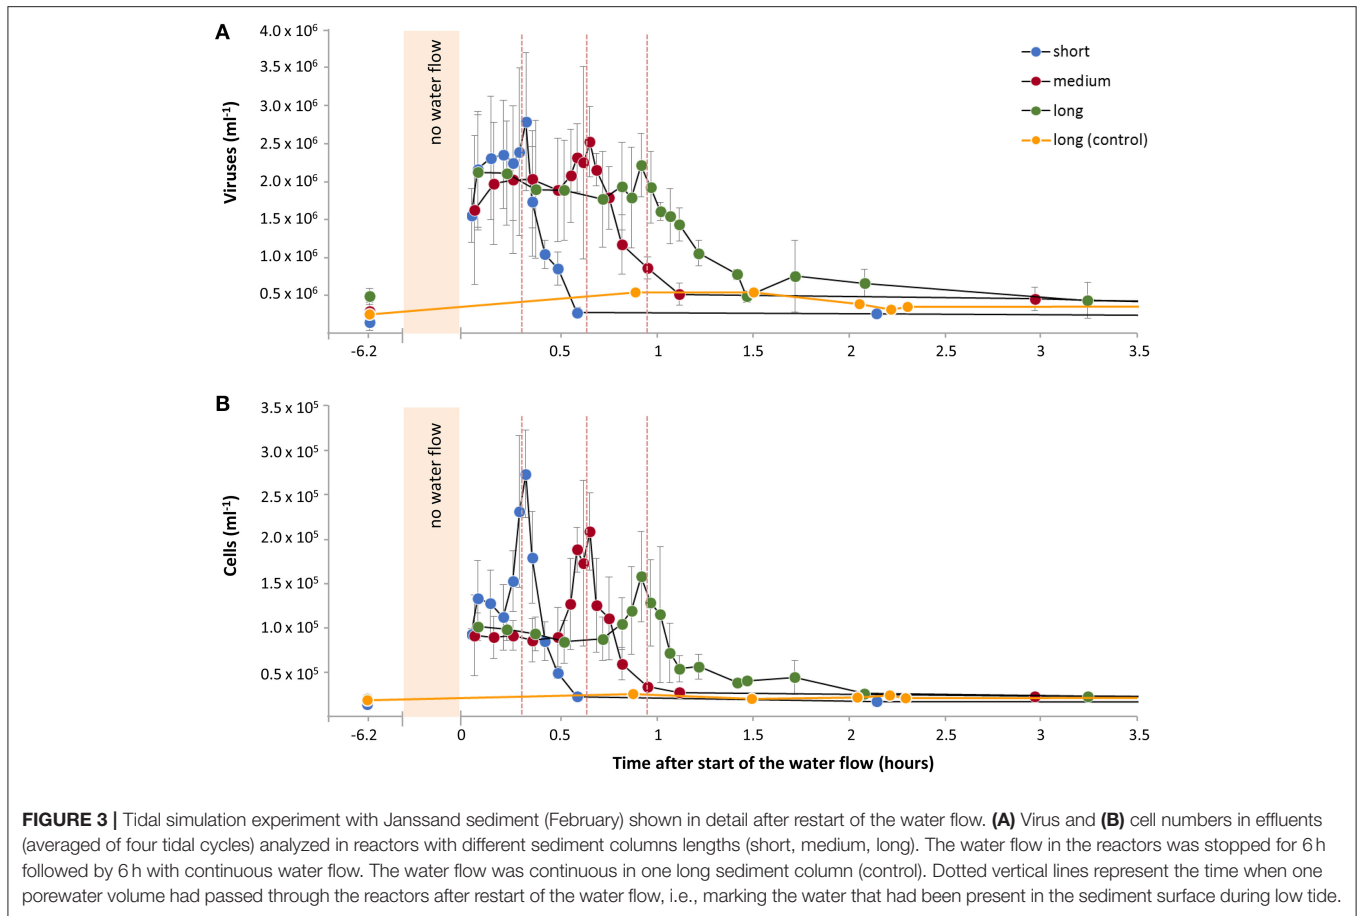 A
4.0 x 10⁶
3.5 x 10⁶
3.0 x 10⁶
2.5 x 10⁶
2.0 x 10⁶
1.5 x 10⁶
1.0 x 10⁶
0.5 x 10⁶
Viruses (ml⁻¹)
no water flow
short
medium
long
long (control)
-6.2
0.5
1
1.5
2
2.5
3
3.5
B
3.5 x 10⁵
3.0 x 10⁵
2.5 x 10⁵
2.0 x 10⁵
1.5 x 10⁵
1.0 x 10⁵
0.5 x 10⁵
Cells (ml⁻¹)
no water flow
-6.2
0
0.5
1
1.5
2
2.5
3
3.5
Time after start of the water flow (hours)
FIGURE 3 | Tidal simulation experiment with Janssand sediment (February) shown in detail after restart of the water flow. (A) Virus and (B) cell numbers in effluents
(averaged of four tidal cycles) analyzed in reactors with different sediment columns lengths (short, medium, long). The water flow in the reactors was stopped for 6 h
followed by 6 h with continuous water flow. The water flow was continuous in one long sediment column (control). Dotted vertical lines represent the time when one
porewater volume had passed through the reactors after restart of the water flow, i.e., marking the water that had been present in the sediment surface during low tide.